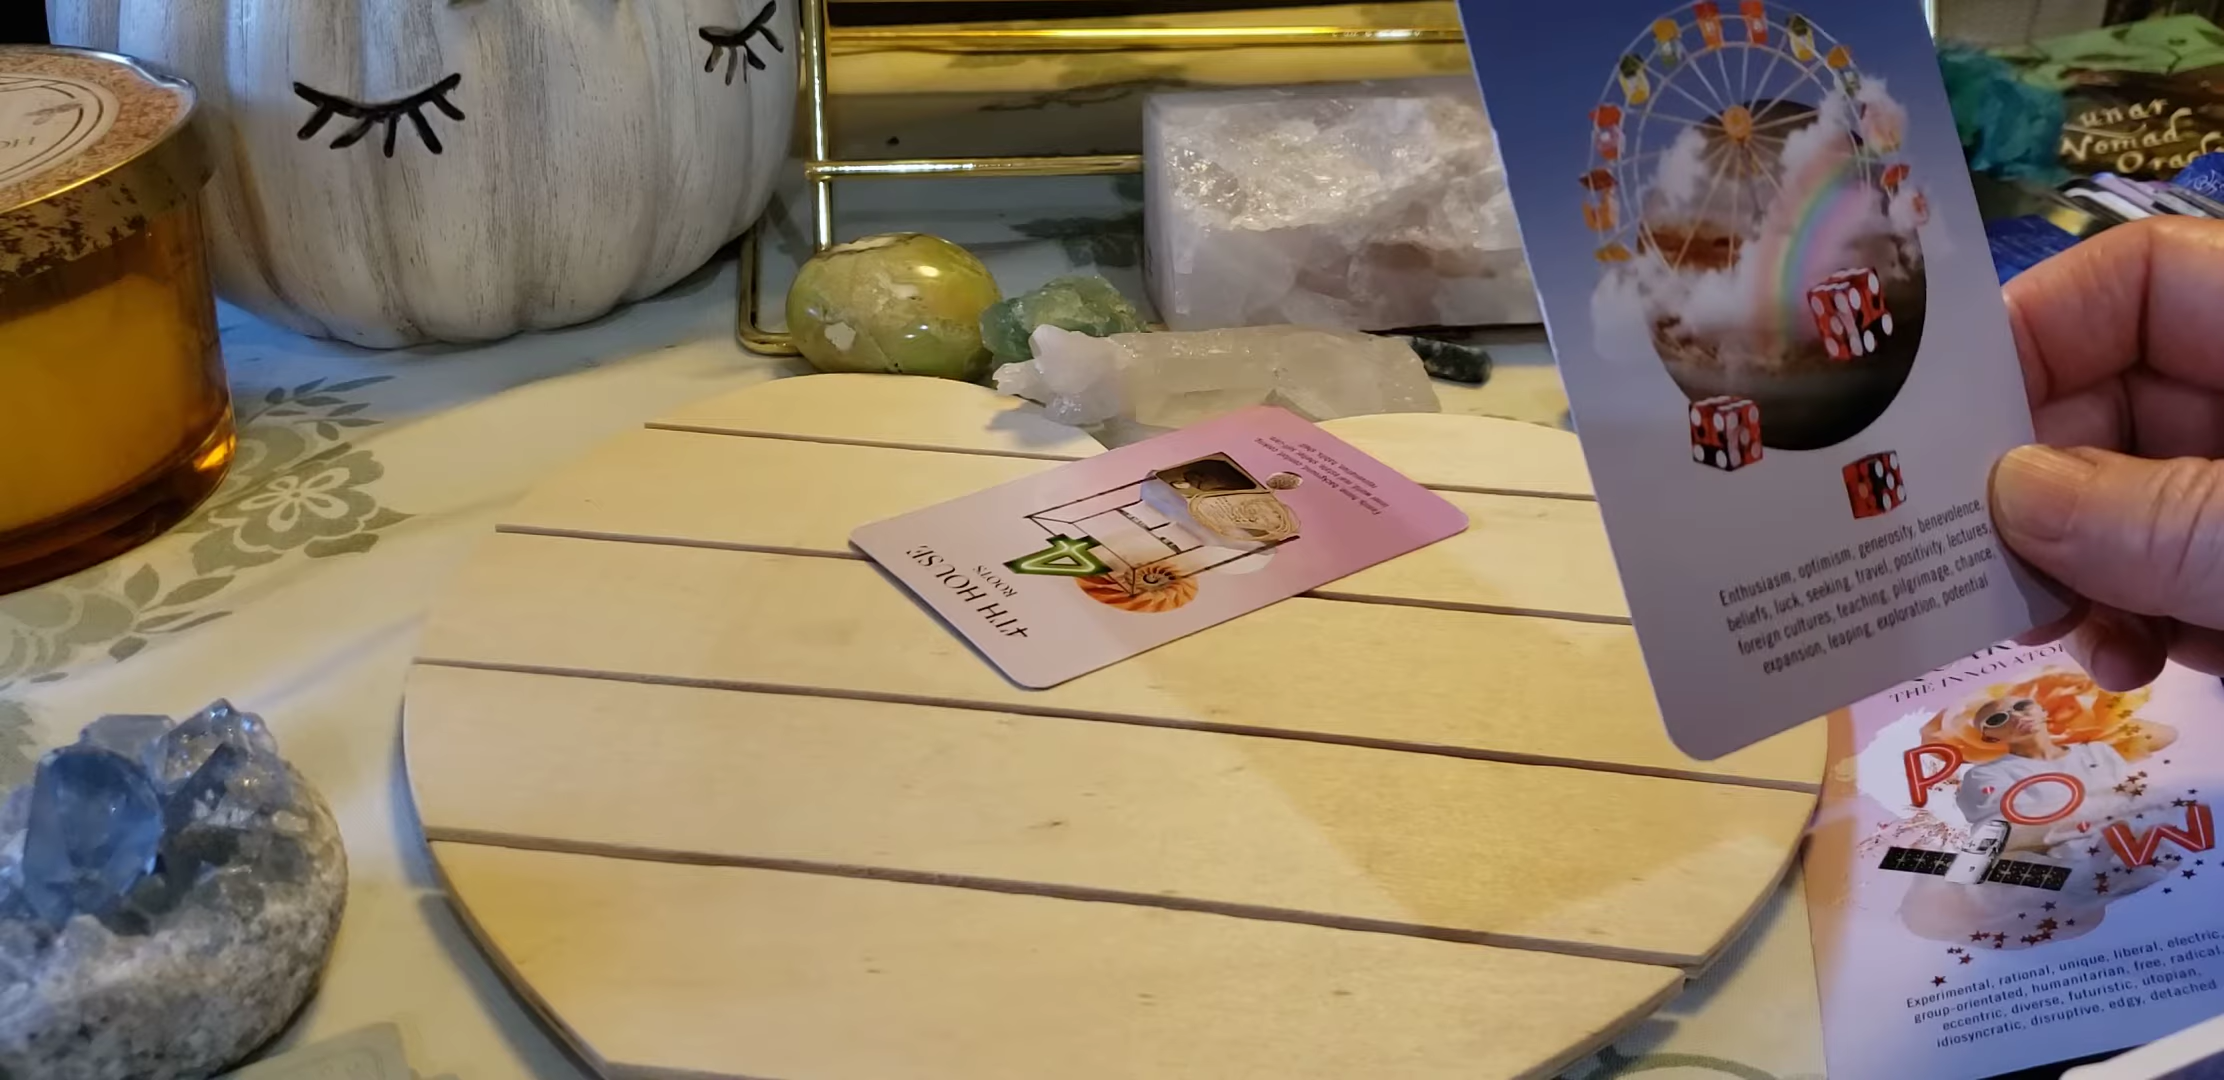 unar
Nomad
Oracle
Enthusiasm, optimism, generosity, benevolence,
beliefs, luck, seeking, travel, positivity, lectures,
foreign cultures, teaching, pilgrimage, chance,
expansion, leaping, exploration, potential
4TH HOUSE
ROOTS
4
THE INNOVATOR
POW
Experimental, rational, unique, liberal, electric,
group-orientated, humanitarian, free, radical,
eccentric, diverse, futuristic, utopian,
idiosyncratic, disruptive, edgy, detached